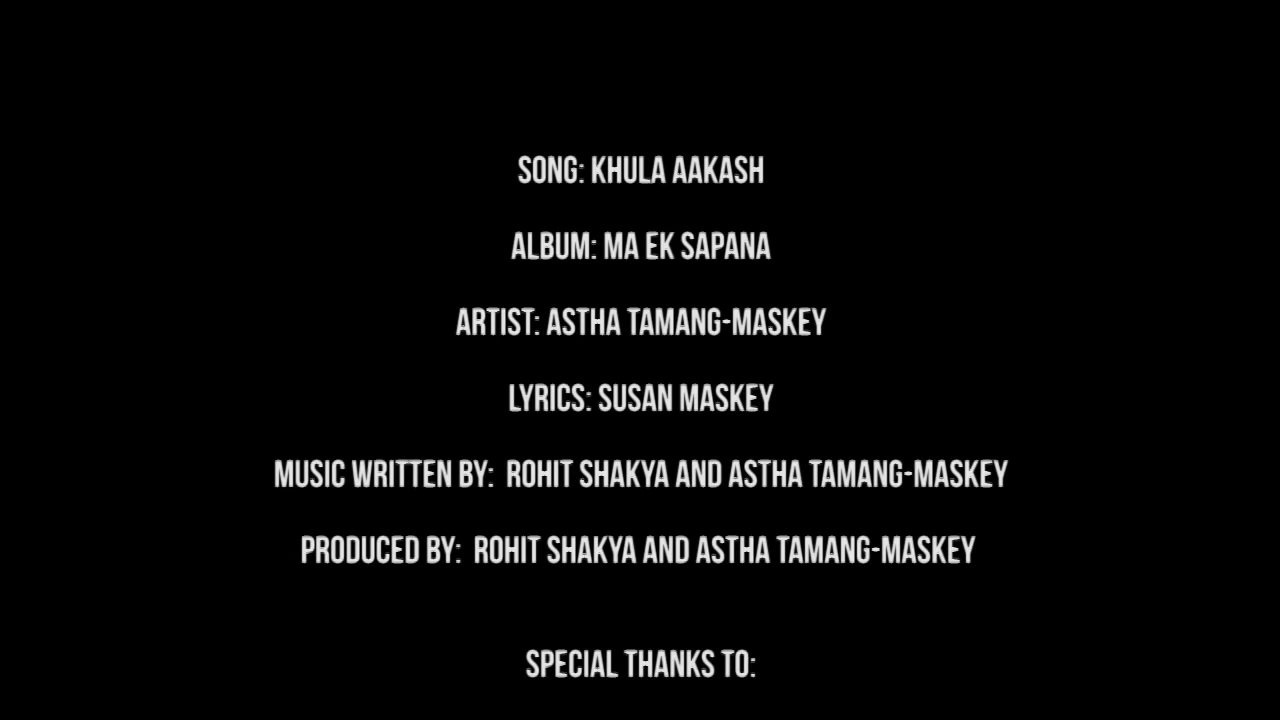 SONG: KHULA AAKASH
ALBUM: MA EK SAPANA
ARTIST: ASTHA TAMANG-MASKEY
LYRICS: SUSAN MASKEY
MUSIC WRITTEN BY: ROHIT SHAKYA AND ASTHA TAMANG-MASKEY
PRODUCED BY: ROHIT SHAKYA AND ASTHA TAMANG-MASKEY
SPECIAL THANKS TO: